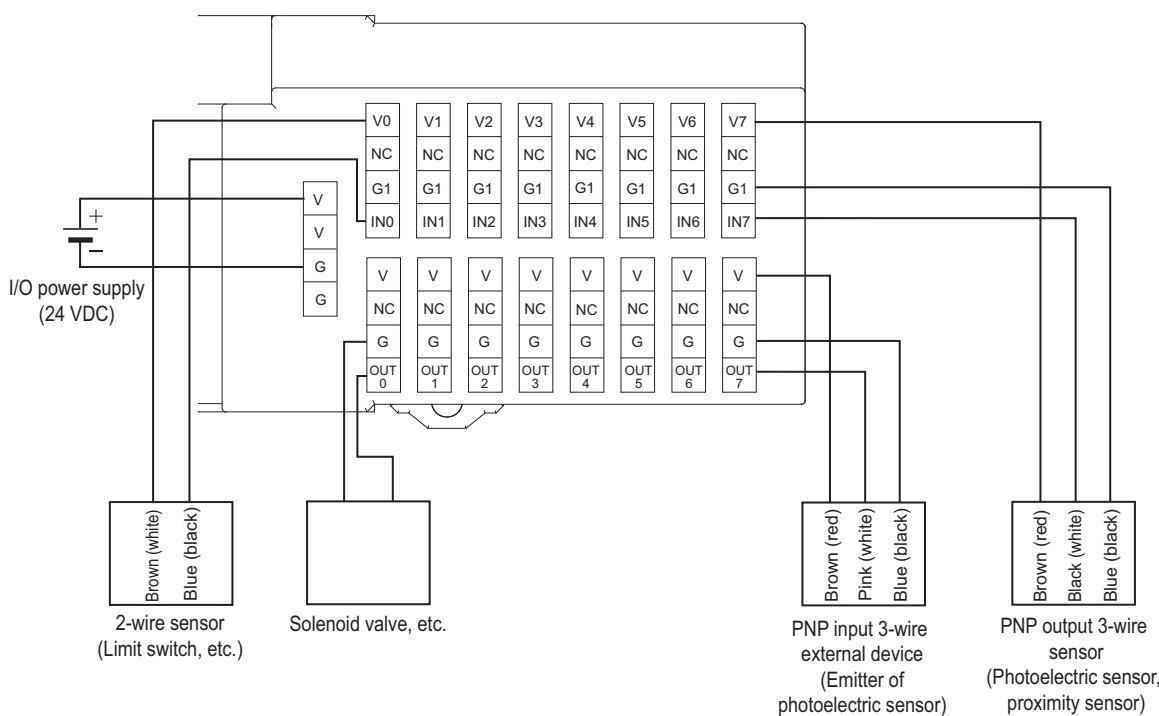 V0 V1 V2 V3 V4 V5 V6 V7
NC NC NC NC NC NC NC NC
G1 G1 G1 G1 G1 G1 G1 G1
IN0 IN1 IN2 IN3 IN4 IN5 IN6 IN7
V
V
G
G
+
−
I/O power supply
(24 VDC)
V V V V V V V V
NC NC NC NC NC NC NC NC
G G G G G G G G
OUT OUT OUT OUT OUT OUT OUT OUT
0 1 2 3 4 5 6 7
Brown (white)
Blue (black)
2-wire sensor
(Limit switch, etc.)
Solenoid valve, etc.
Brown (red)
Pink (white)
Blue (black)
PNP input 3-wire
external device
(Emitter of
photoelectric sensor)
Brown (red)
Black (white)
Blue (black)
PNP output 3-wire
sensor
(Photoelectric sensor,
proximity sensor)